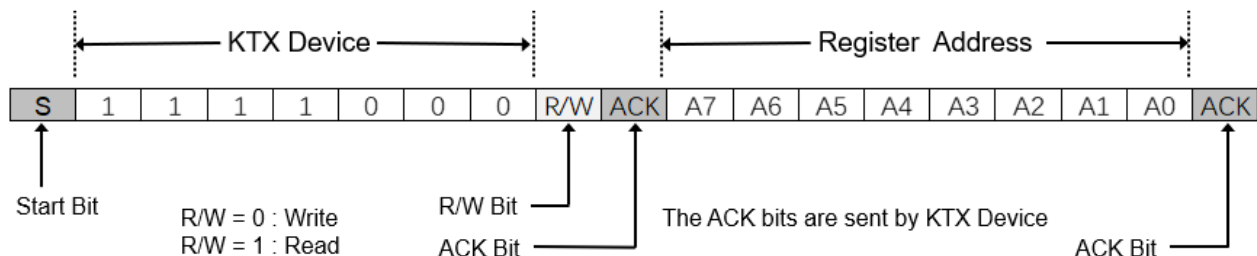 KTX Device Register Address
S 1 1 1 1 0 0 0 R/W ACK A7 A6 A5 A4 A3 A2 A1 A0 ACK
Start Bit
R/W = 0 : Write
R/W = 1 : Read
R/W Bit
ACK Bit
The ACK bits are sent by KTX Device
ACK Bit